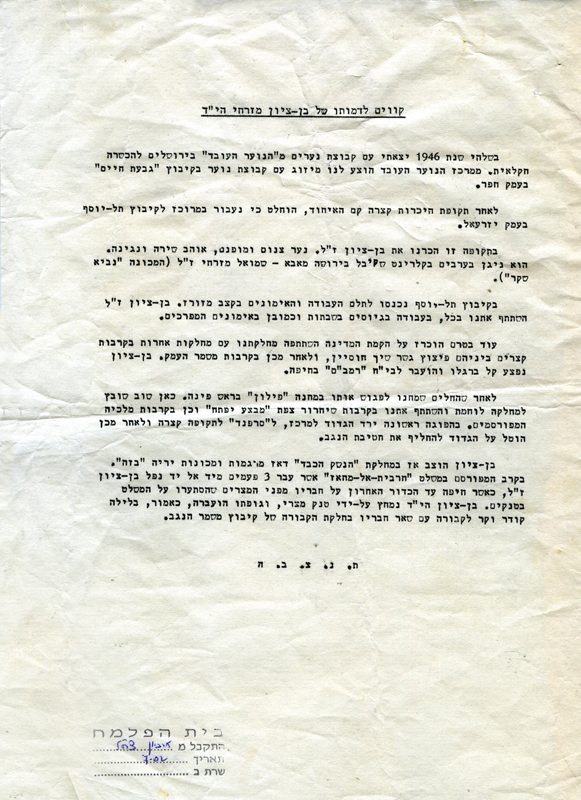 קווים לדמותו של בן-ציון מזרחי הי"ד
בשלהי שנת 1946 יצאתי עם קבוצת נערים מ"הנוער העובד" בירושלים להכשרה
חקלאית. ממרכז הנוער העובד הוצע לנו מיזוג עם קבוצת נוער בקיבוץ "גבעת חיים"
בעמק חפר.
לאחר תקופת היכרות קצרה קם האיחוד, הוחלט כי נעבור במרוכז לקיבוץ תל-יוסף
בעמק יזרעאל.
בתקופה זו הכרנו את בן-ציון ז"ל. נער צנום ומופנם, אוהב שירה ונגינה.
הוא ניגן בערבים בקלרינט שקיבל בירושה מאבא - שמואל מזרחי ז"ל (המכונה "נביא
שקר").
בקיבוץ תל-יוסף נכנסו לתלם העבודה והאימונים בקצב מזורז. בן-ציון ז"ל
השתתף אתנו בכל, בעבודה בגיוסים בשבתות וכמובן באימונים המפרכים.
עוד בטרם הוכרז על הקמת המדינה השתתפה מחלקתנו עם מחלקות אחרות בקרבות
קצרים ביניהם פיצוץ גשר שיך חוסיין, ולאחר מכן בקרבות משמר העמק. בן-ציון
נפצע קל ברגלו והועבר לבי"ח "רמב"ם" בחיפה.
לאחר שהחלים שמחנו לפגוש אותו במחנה "פילון" בראש פינה. כאן שוב שובץ
למחלקה לוחמת והשתתף אתנו בקרבות שיחרור צפת "מבצע יפתח" וכן בקרבות מלכיה
המפורסמים. בהפוגה ראשונה ירד הגדוד למרכז, ל"סרפנד" לתקופה קצרה ולאחר מכן
הוטל על הגדוד להחליף את חטיבת הנגב.
בן-ציון הוצב אז במחלקת "הנשק הכבד" דאז מרגמות ומכונות יריה "בזה".
בקרב המפורסם במשלט "חרבית-אל-מחאז" אשר עבר 3 פעמים מיד אל יד נפל בן-ציון
ז"ל, כאשר חיפה עד הכדור האחרון על חבריו מפני המצרים שהסתערו על המשלט
בטנקים. בן-ציון הי"ד נמחץ על-ידי טנק מצרי, וגופתו הועברה, כאמור, בלילה
קודר וקר לקבורה עם שאר חבריו בחלקת הקבורה של קיבוץ משמר הנגב.
ת. נ. צ. ב. ה
בית הפלמח
התקבל מ
תאריך
שרת ב